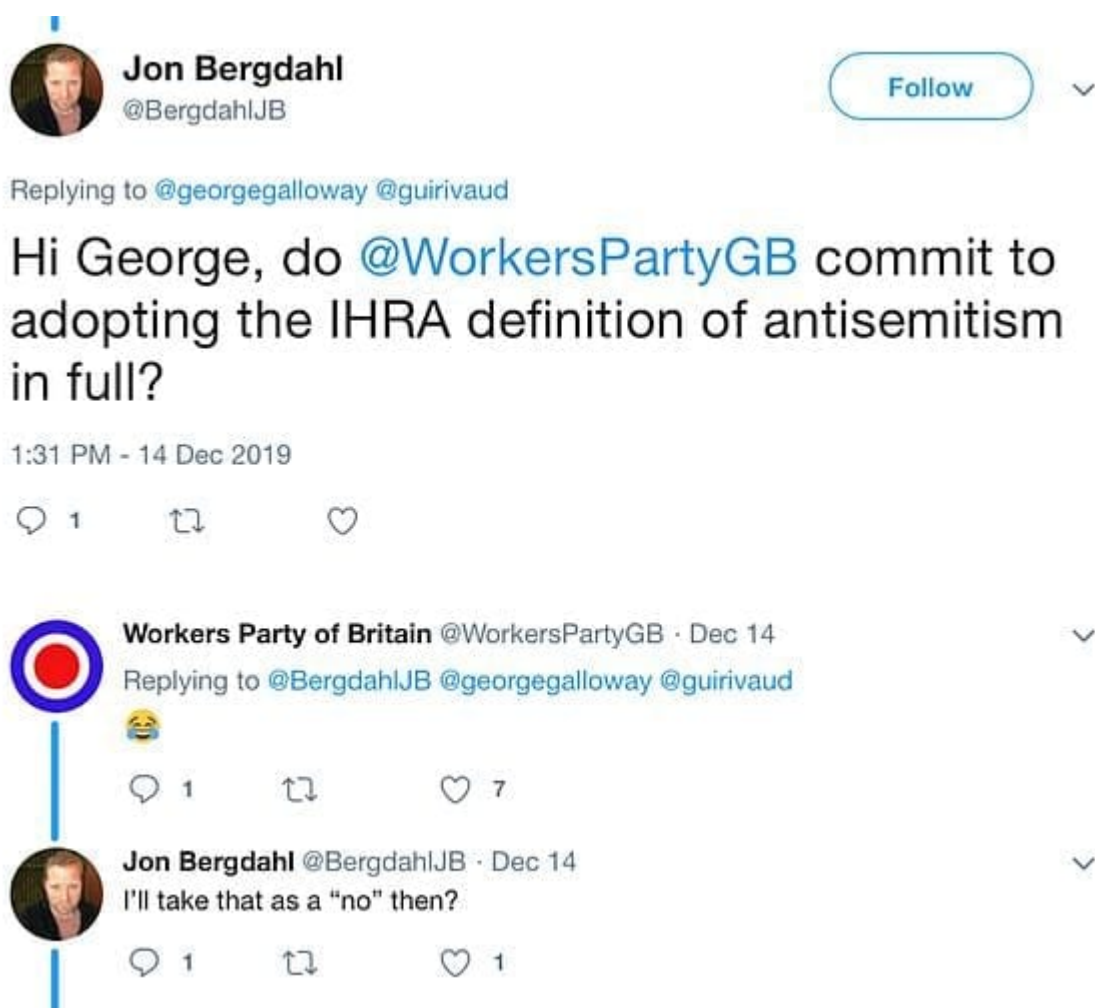 Jon Bergdahl
@BergdahlJB
Follow
Replying to @georgegalloway @guirivaud
Hi George, do @WorkersPartyGB commit to
adopting the IHRA definition of antisemitism
in full?
1:31 PM - 14 Dec 2019
1
Workers Party of Britain @WorkersPartyGB · Dec 14
Replying to @BergdahlJB @georgegalloway @guirivaud
😂
1 7
Jon Bergdahl @BergdahlJB · Dec 14
I'll take that as a “no” then?
1 1